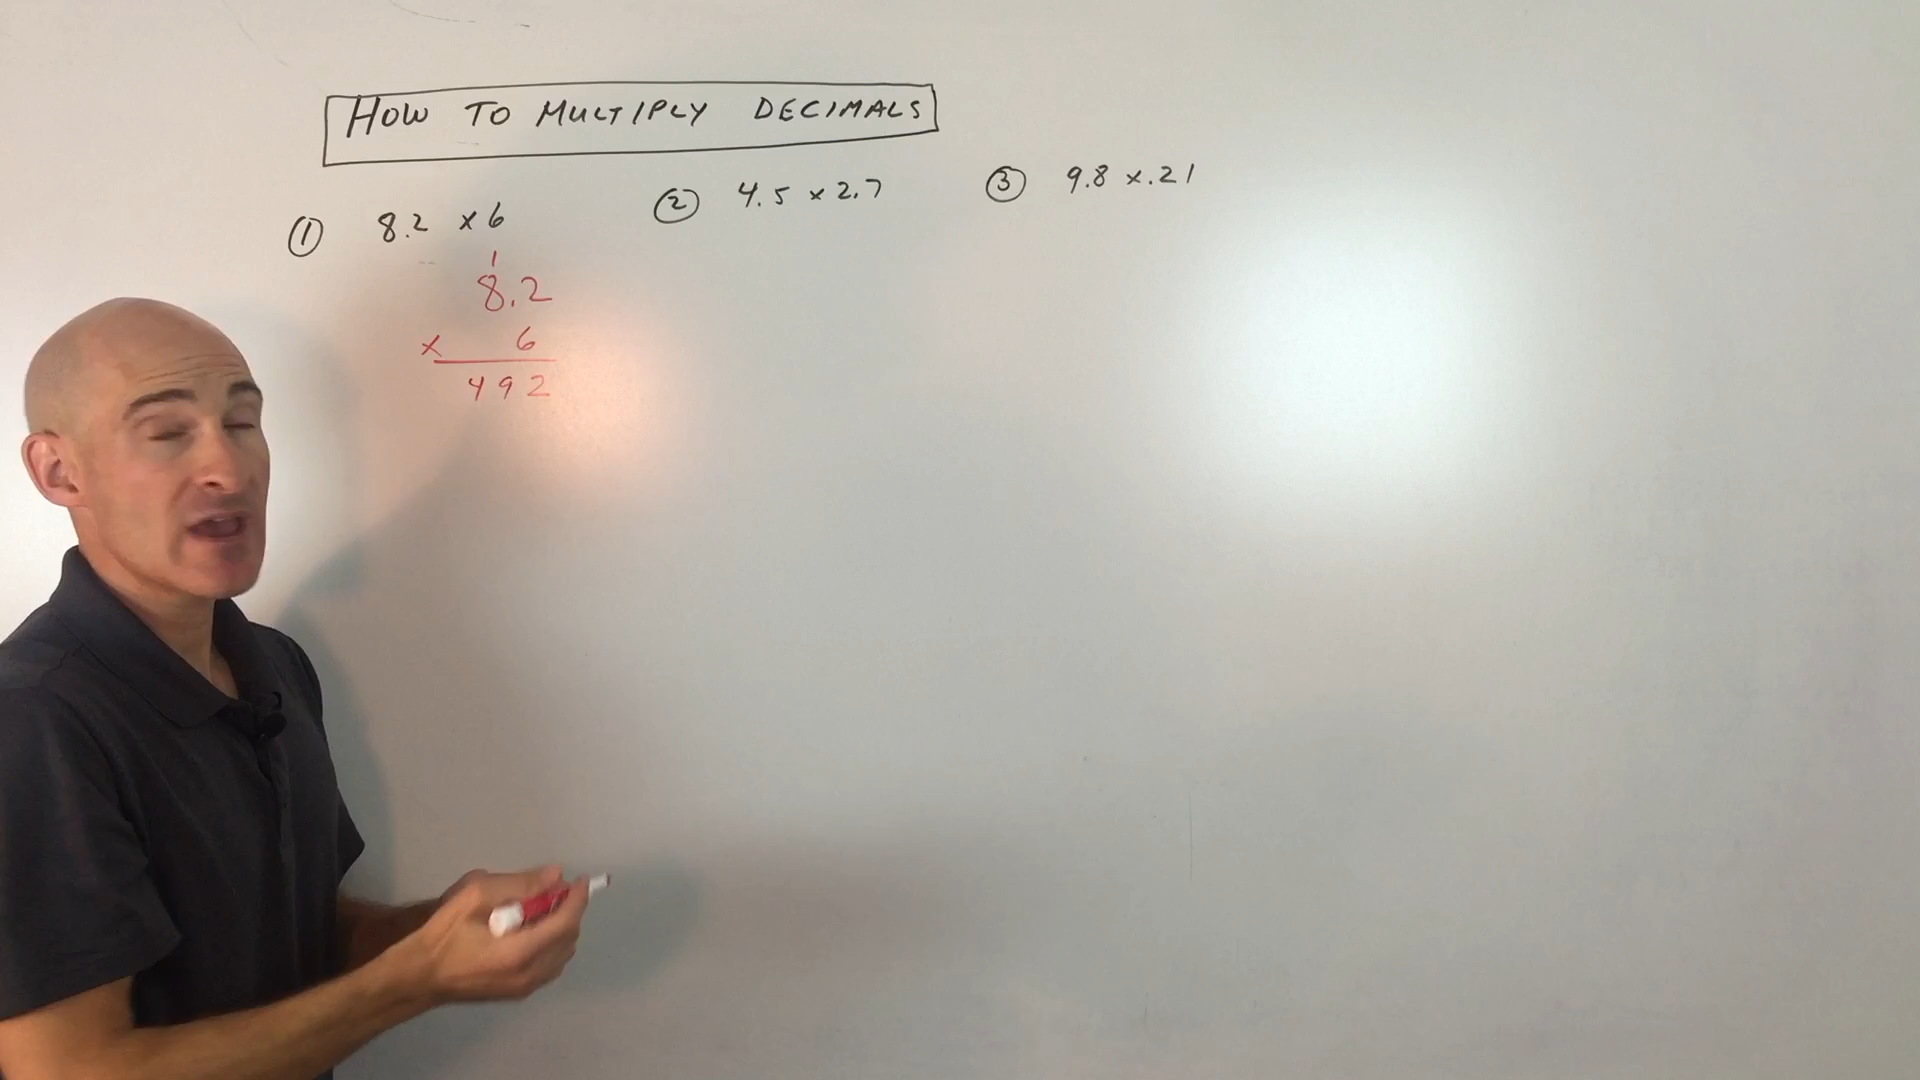 HOW TO MULTIPLY DECIMALS
① 8.2 x 6
1
8.2
x 6
492
② 4.5 x 2.7
③ 9.8 x .21